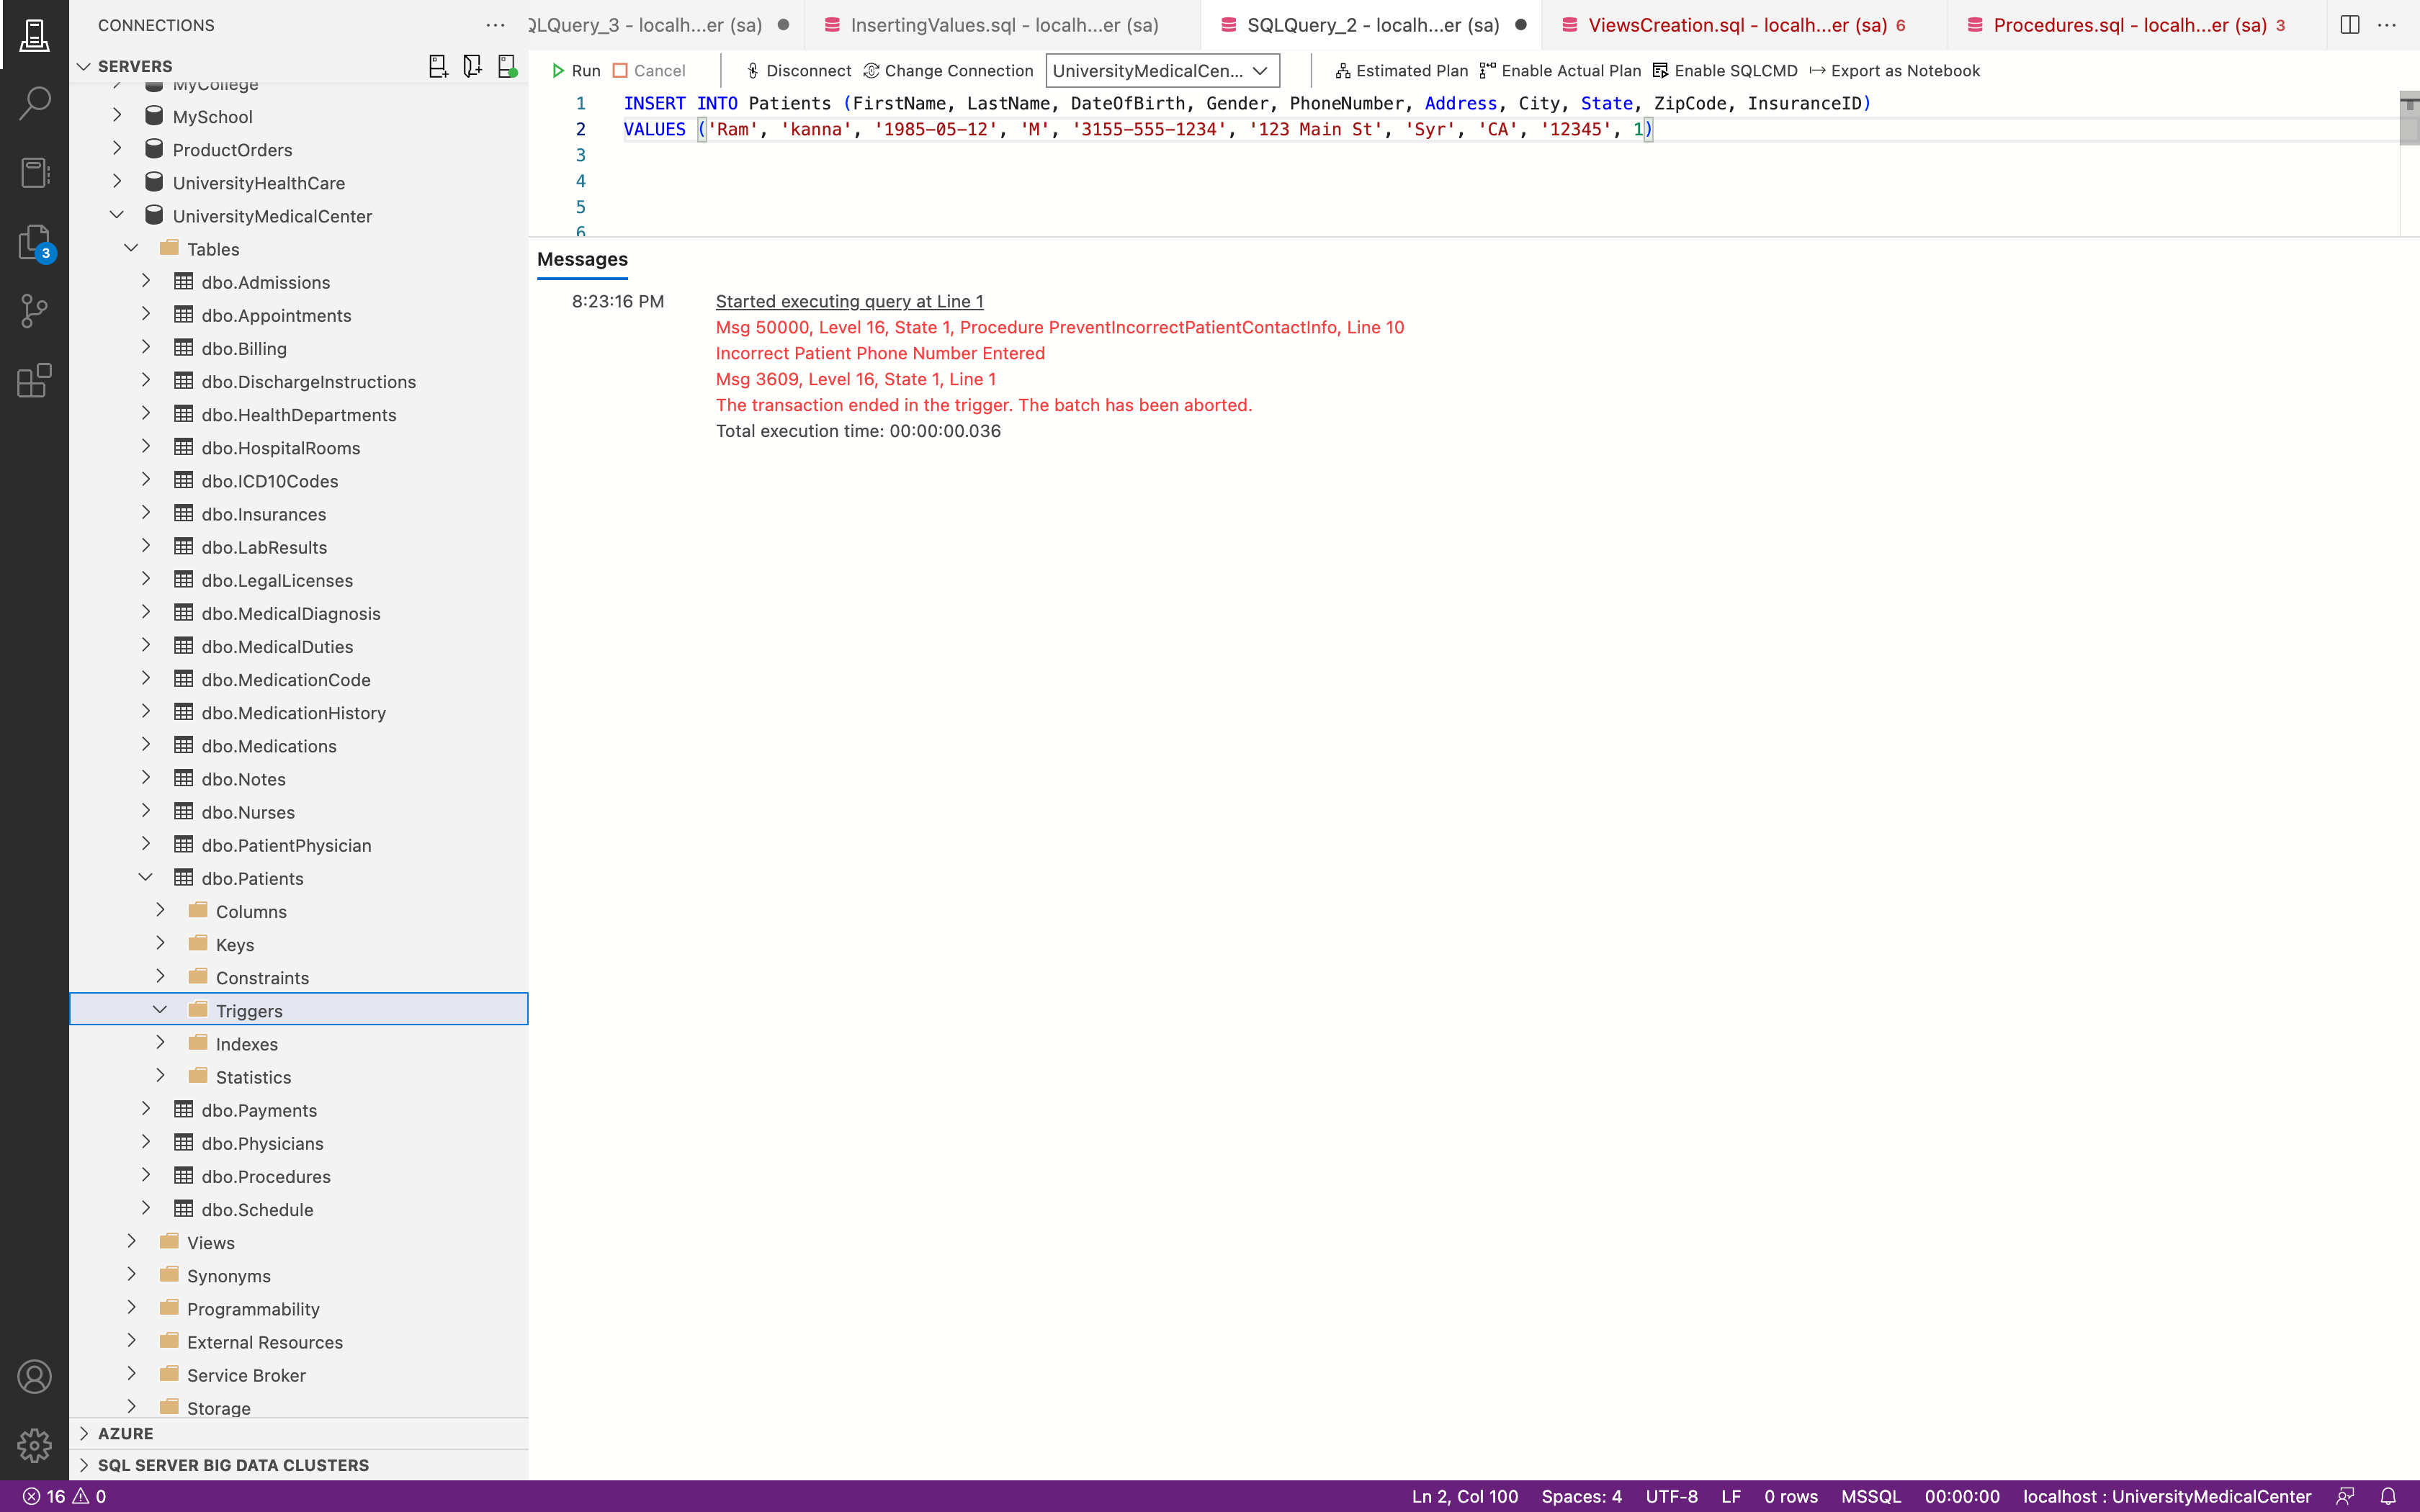 CONNECTIONS
SERVERS
MyCollege
MySchool
ProductOrders
UniversityHealthCare
UniversityMedicalCenter
Tables
dbo.Admissions
dbo.Appointments
dbo.Billing
dbo.DischargeInstructions
dbo.HealthDepartments
dbo.HospitalRooms
dbo.ICD10Codes
dbo.Insurances
dbo.LabResults
dbo.LegalLicenses
dbo.MedicalDiagnosis
dbo.MedicalDuties
dbo.MedicationCode
dbo.MedicationHistory
dbo.Medications
dbo.Notes
dbo.Nurses
dbo.PatientPhysician
dbo.Patients
Columns
Keys
Constraints
Triggers
Indexes
Statistics
dbo.Payments
dbo.Physicians
dbo.Procedures
dbo.Schedule
Views
Synonyms
Programmability
External Resources
Service Broker
Storage
AZURE
SQL SERVER BIG DATA CLUSTERS
3
QLQuery_3 - localh...er (sa) InsertingValues.sql - localh...er (sa) SQLQuery_2 - localh...er (sa) ViewsCreation.sql - localh...er (sa) 6 Procedures.sql - localh...er (sa) 3
Run Cancel Disconnect Change Connection UniversityMedicalCen... Estimated Plan Enable Actual Plan Enable SQLCMD Export as Notebook
1 INSERT INTO Patients (FirstName, LastName, DateOfBirth, Gender, PhoneNumber, Address, City, State, ZipCode, InsuranceID)
2 VALUES ('Ram', 'kanna', '1985-05-12', 'M', '3155-555-1234', '123 Main St', 'Syr', 'CA', '12345', 1)
3
4
5
6
Messages
8:23:16 PM Started executing query at Line 1
Msg 50000, Level 16, State 1, Procedure PreventIncorrectPatientContactInfo, Line 10
Incorrect Patient Phone Number Entered
Msg 3609, Level 16, State 1, Line 1
The transaction ended in the trigger. The batch has been aborted.
Total execution time: 00:00:00.036
16 0 Ln 2, Col 100 Spaces: 4 UTF-8 LF 0 rows MSSQL 00:00:00 localhost : UniversityMedicalCenter